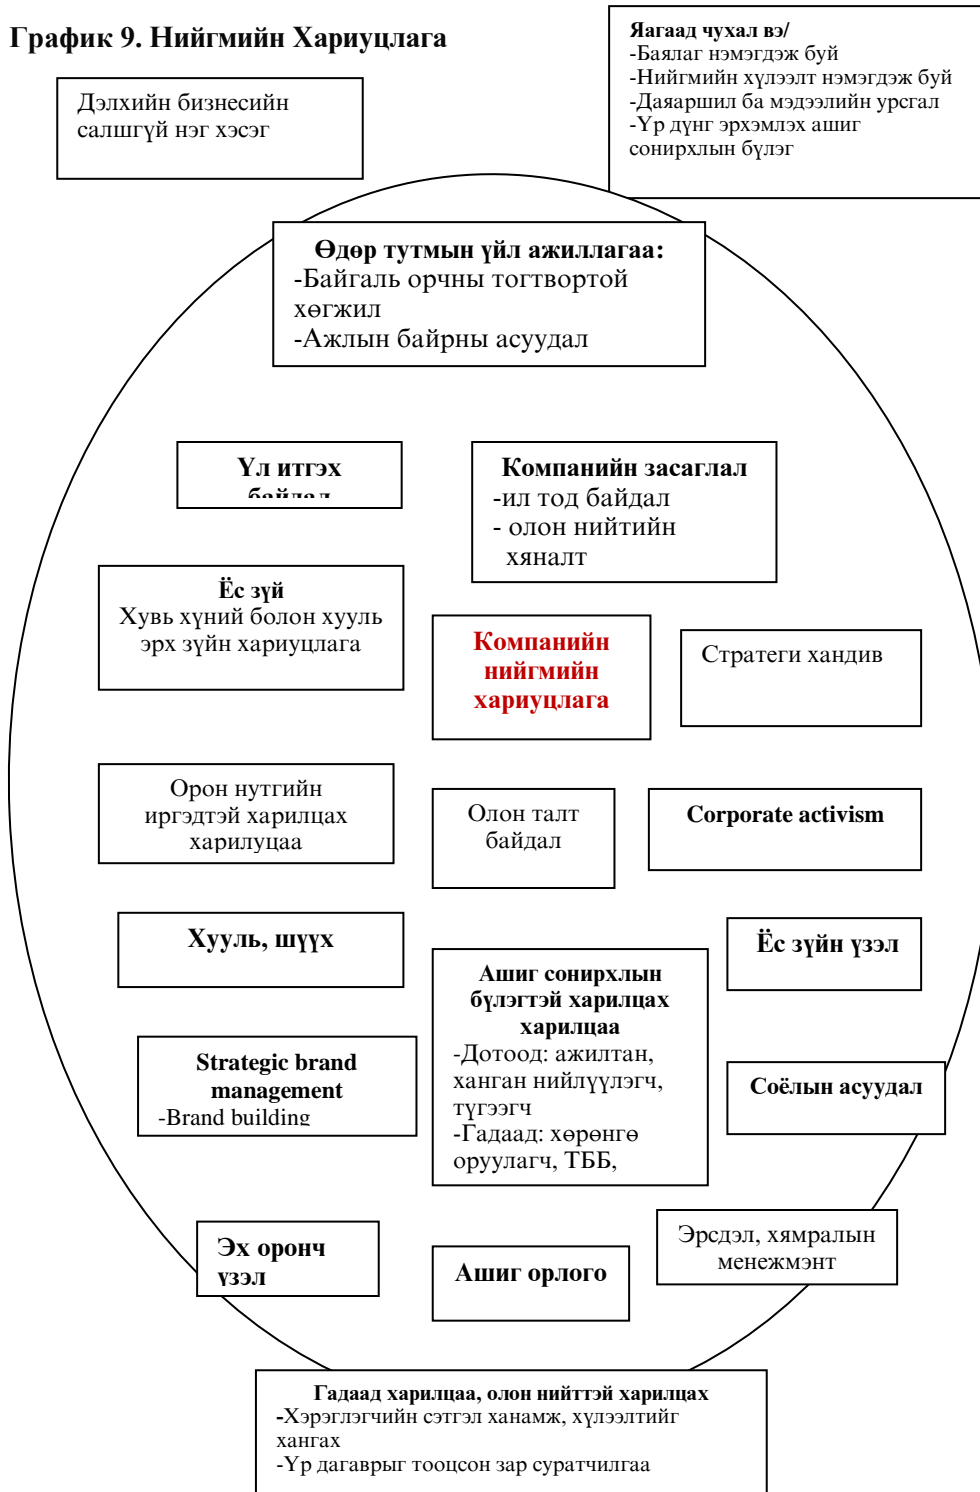 График 9. Нийгмийн Хариуцлага
Яагаад чухал вэ/
-Баялаг нэмэгдэж буй
-Нийгмийн хүлээлт нэмэгдэж буй
-Даяаршил ба мэдээлийн урсгал
-Үр дүнг эрхэмлэх ашиг
сонирхлын бүлэг
Дэлхийн бизнесийн
салшгүй нэг хэсэг
Өдөр тутмын үйл ажиллагаа:
-Байгаль орчны тогтвортой
хөгжил
-Ажлын байрны асуудал
Үл итгэх
байдал
Компанийн засаглал
-ил тод байдал
- олон нийтийн
хяналт
Ёс зүй
Хувь хүний болон хууль
эрх зүйн хариуцлага
Компанийн
нийгмийн
хариуцлага
Стратеги хандив
Орон нутгийн
иргэдтэй харилцах
харилуцаа
Олон талт
байдал
Corporate activism
Хууль, шүүх
Ашиг сонирхлын
бүлэгтэй харилцах
харилцаа
-Дотоод: ажилтан,
ханган нийлүүлэгч,
түгээгч
-Гадаад: хөрөнгө
оруулагч, ТББ,
Ёс зүйн үзэл
Strategic brand
management
-Brand building
Соёлын асуудал
Эх оронч
үзэл
Ашиг орлого
Эрсдэл, хямралын
менежмэнт
Гадаад харилцаа, олон нийттэй харилцах
-Хэрэглэгчийн сэтгэл ханамж, хүлээлтийг
хангах
-Үр дагаврыг тооцсон зар суратчилгаа